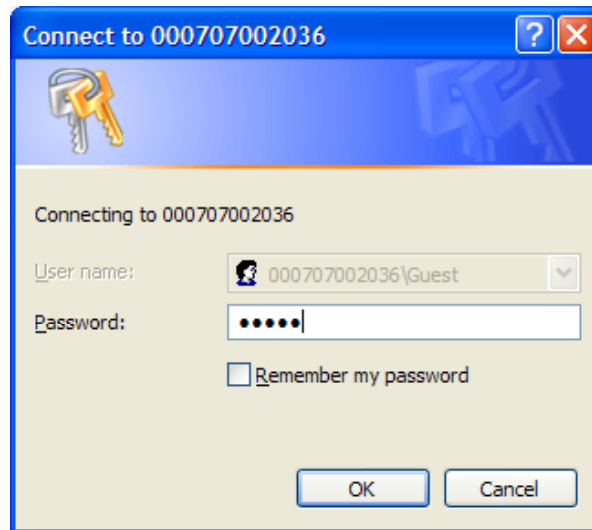 Connect to 000707002036
Connecting to 000707002036
User name: 000707002036\Guest
Password: •••••
Remember my password
OK Cancel